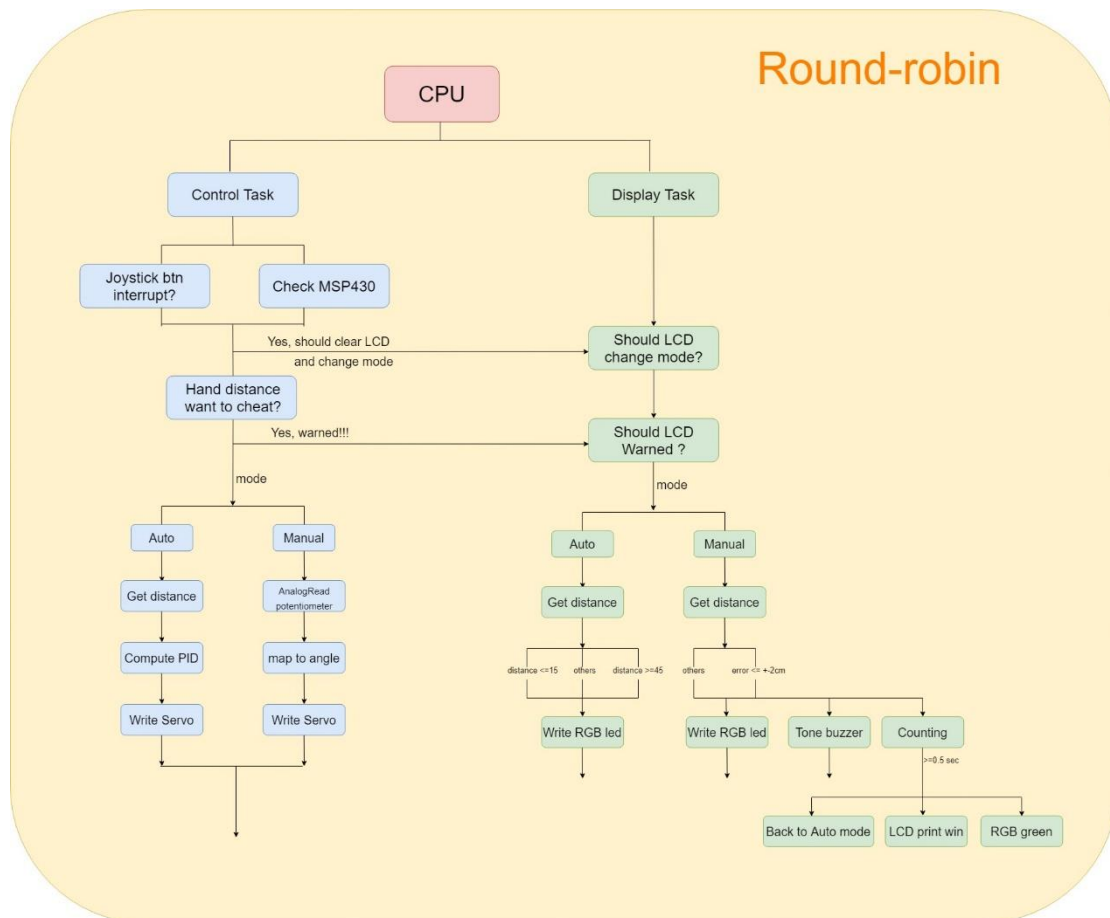 Round-robin
CPU
Control Task
Display Task
Joystick btn
interrupt?
Check MSP430
Yes, should clear LCD
and change mode
Should LCD
change mode?
Hand distance
want to cheat?
Yes, warned!!!
Should LCD
Warned ?
mode
mode
Auto
Manual
Auto
Manual
Get distance
AnalogRead
potentiometer
Get distance
Get distance
Compute PID
map to angle
distance <=15
others
distance >=45
others
error <= +-2cm
Write Servo
Write Servo
Write RGB led
Write RGB led
Tone buzzer
Counting
>=0.5 sec
Back to Auto mode
LCD print win
RGB green